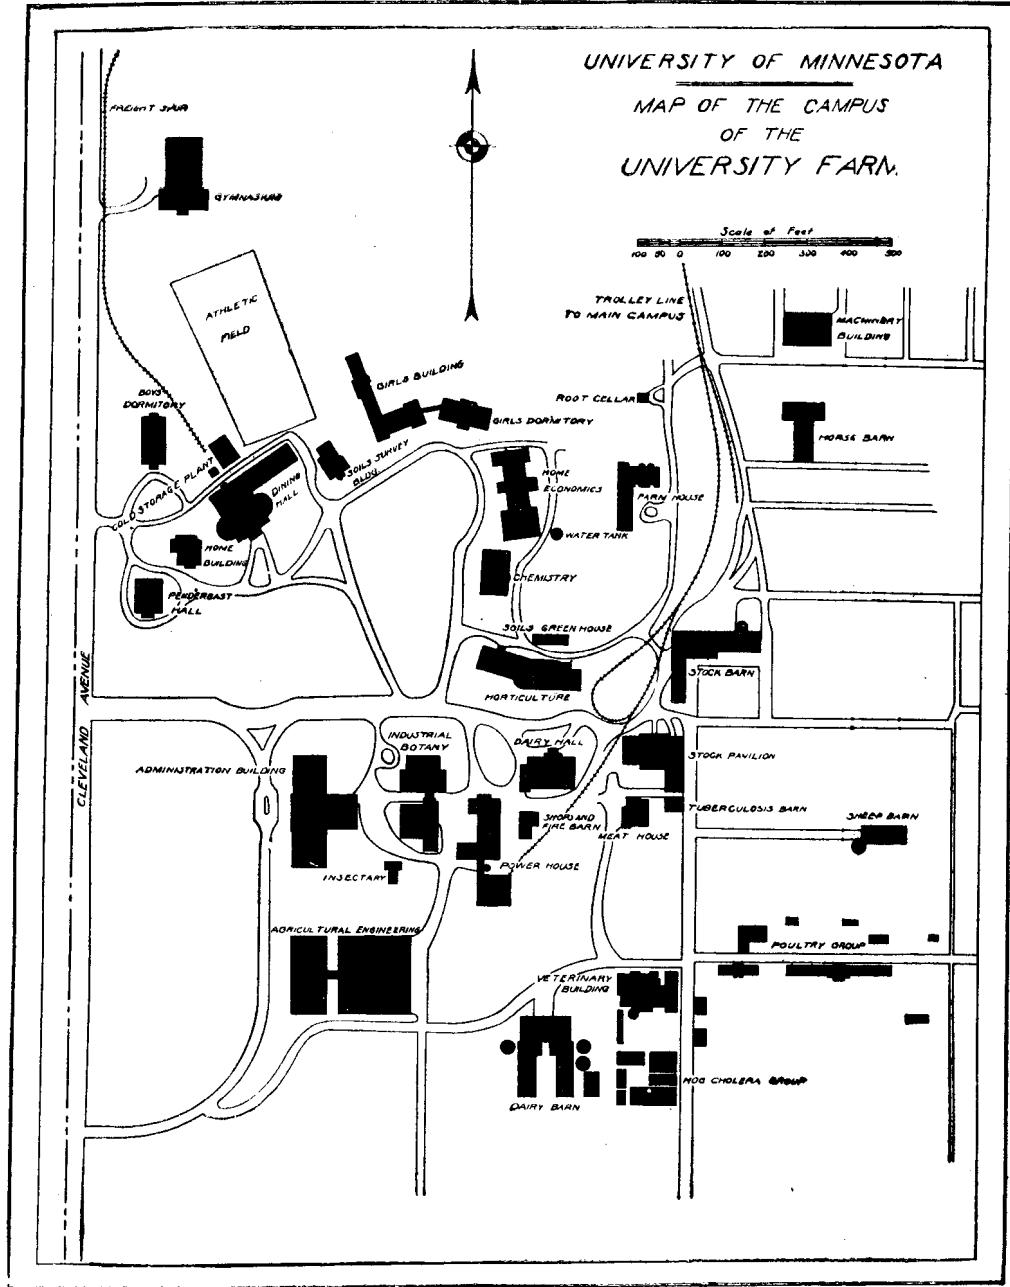 UNIVERSITY OF MINNESOTA
MAP OF THE CAMPUS
OF THE
UNIVERSITY FARM.
Scale of Feet
100 50 0 100 200 300 400 500
FREIGHT SPUR
GYMNASIUM
ATHLETIC
FIELD
TROLLEY LINE
TO MAIN CAMPUS
MACHINERY
BUILDING
BOYS'
DORMITORY
GIRLS BUILDING
GIRLS DORMITORY
ROOT CELLAR
HORSE BARN
COLD STORAGE PLANT
DINING
HALL
SOILS SURVEY
BLDG.
HOME
ECONOMICS
FARM HOUSE
WATER TANK
HOME
BUILDING
CHEMISTRY
PENDERGAST
HALL
SOILS GREEN HOUSE
STOCK BARN
HORTICULTURE
CLEVELAND AVENUE
INDUSTRIAL
BOTANY
DAIRY HALL
STOCK PAVILION
ADMINISTRATION BUILDING
TUBERCULOSIS BARN
SHOPS AND
FIRE BARN
MEAT HOUSE
SHEEP BARN
POWER HOUSE
INSECTARY
AGRICULTURAL ENGINEERING
POULTRY GROUP
VETERINARY
BUILDING
HOG CHOLERA GROUP
DAIRY BARN